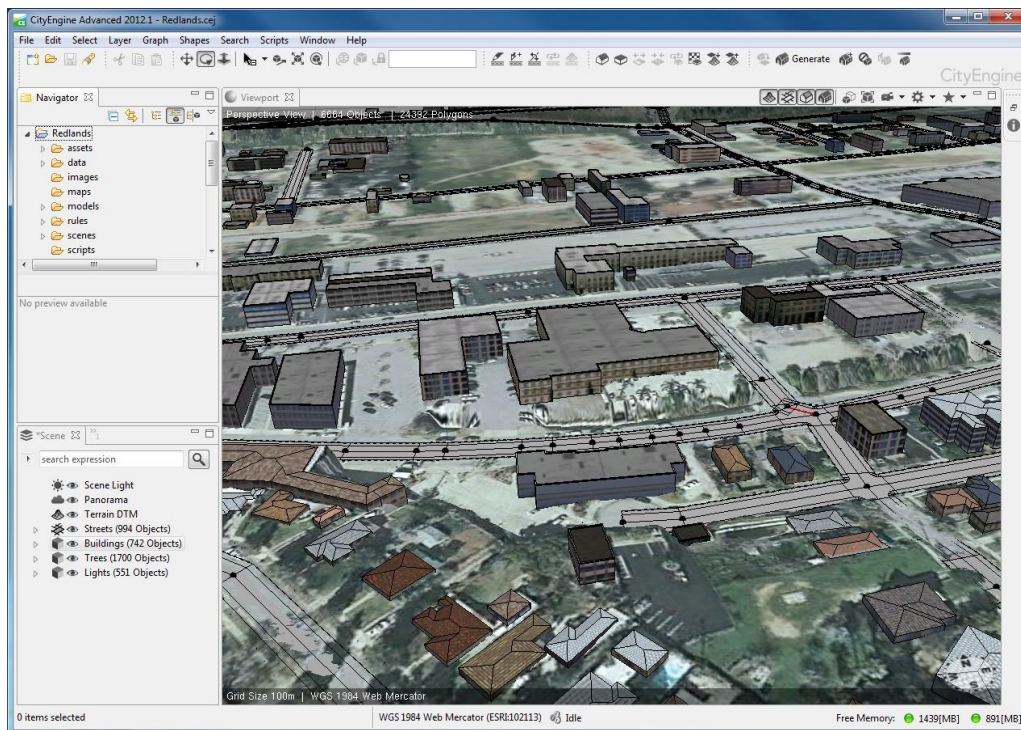 CityEngine Advanced 2012.1 - Redlands.cej
File Edit Select Layer Graph Shapes Search Scripts Window Help
Generate
CityEngine
Navigator
Viewport
Perspective View | 6664 Objects | 24392 Polygons
Redlands
assets
data
images
maps
models
rules
scenes
scripts
No preview available
*Scene
search expression
Scene Light
Panorama
Terrain DTM
Streets (994 Objects)
Buildings (742 Objects)
Trees (1700 Objects)
Lights (551 Objects)
Grid Size 100m | WGS 1984 Web Mercator
0 items selected
WGS 1984 Web Mercator (ESRI:102113) Idle
Free Memory: 1439[MB] 891[MB]